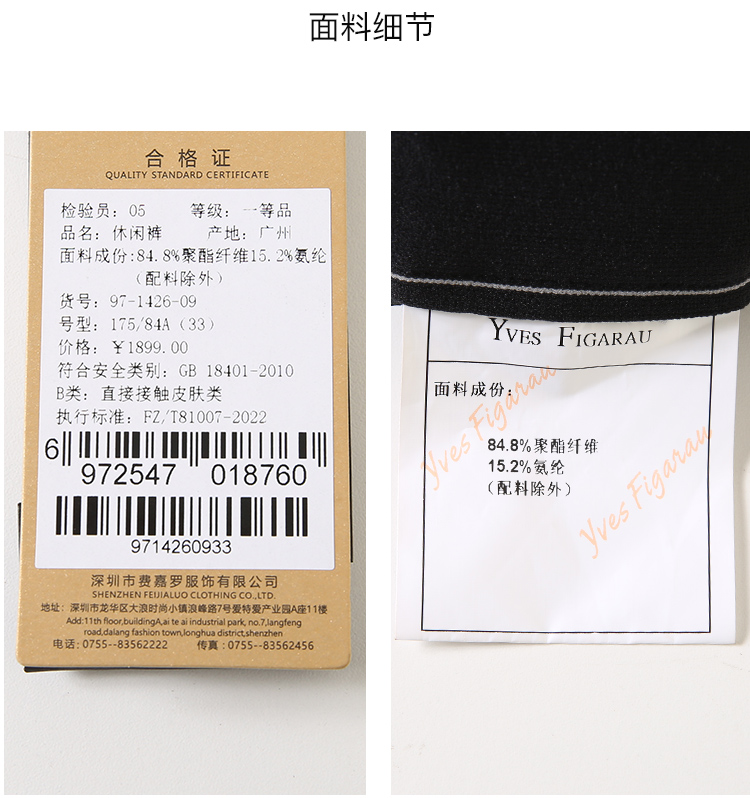 面料细节
合格证
QUALITY STANDARD CERTIFICATE
检验员：05 等级：一等品
品名：休闲裤 产地：广州
面料成份:84.8%聚酯纤维15.2%氨纶
（配料除外）
货号：97-1426-09
号型：175/84A（33）
价格：￥1899.00
符合安全类别：GB 18401-2010
B类：直接接触皮肤类
执行标准：FZ/T81007-2022
6 972547 018760
9714260933
深圳市费嘉罗服饰有限公司
SHENZHEN FEIJIALUO CLOTHING CO.,LTD.
地址：深圳市龙华区大浪时尚小镇浪峰路7号爱特爱产业园A座11楼
Add:11th floor,buildingA,ai te ai industrial park, no.7,langfeng
road,dalang fashion town,longhua district,shenzhen
电话：0755--83562222 传真：0755--83562456
YVES FIGARAU
面料成份：
84.8%聚酯纤维
15.2%氨纶
（配料除外）
Yves Figarau
Yves Figarau